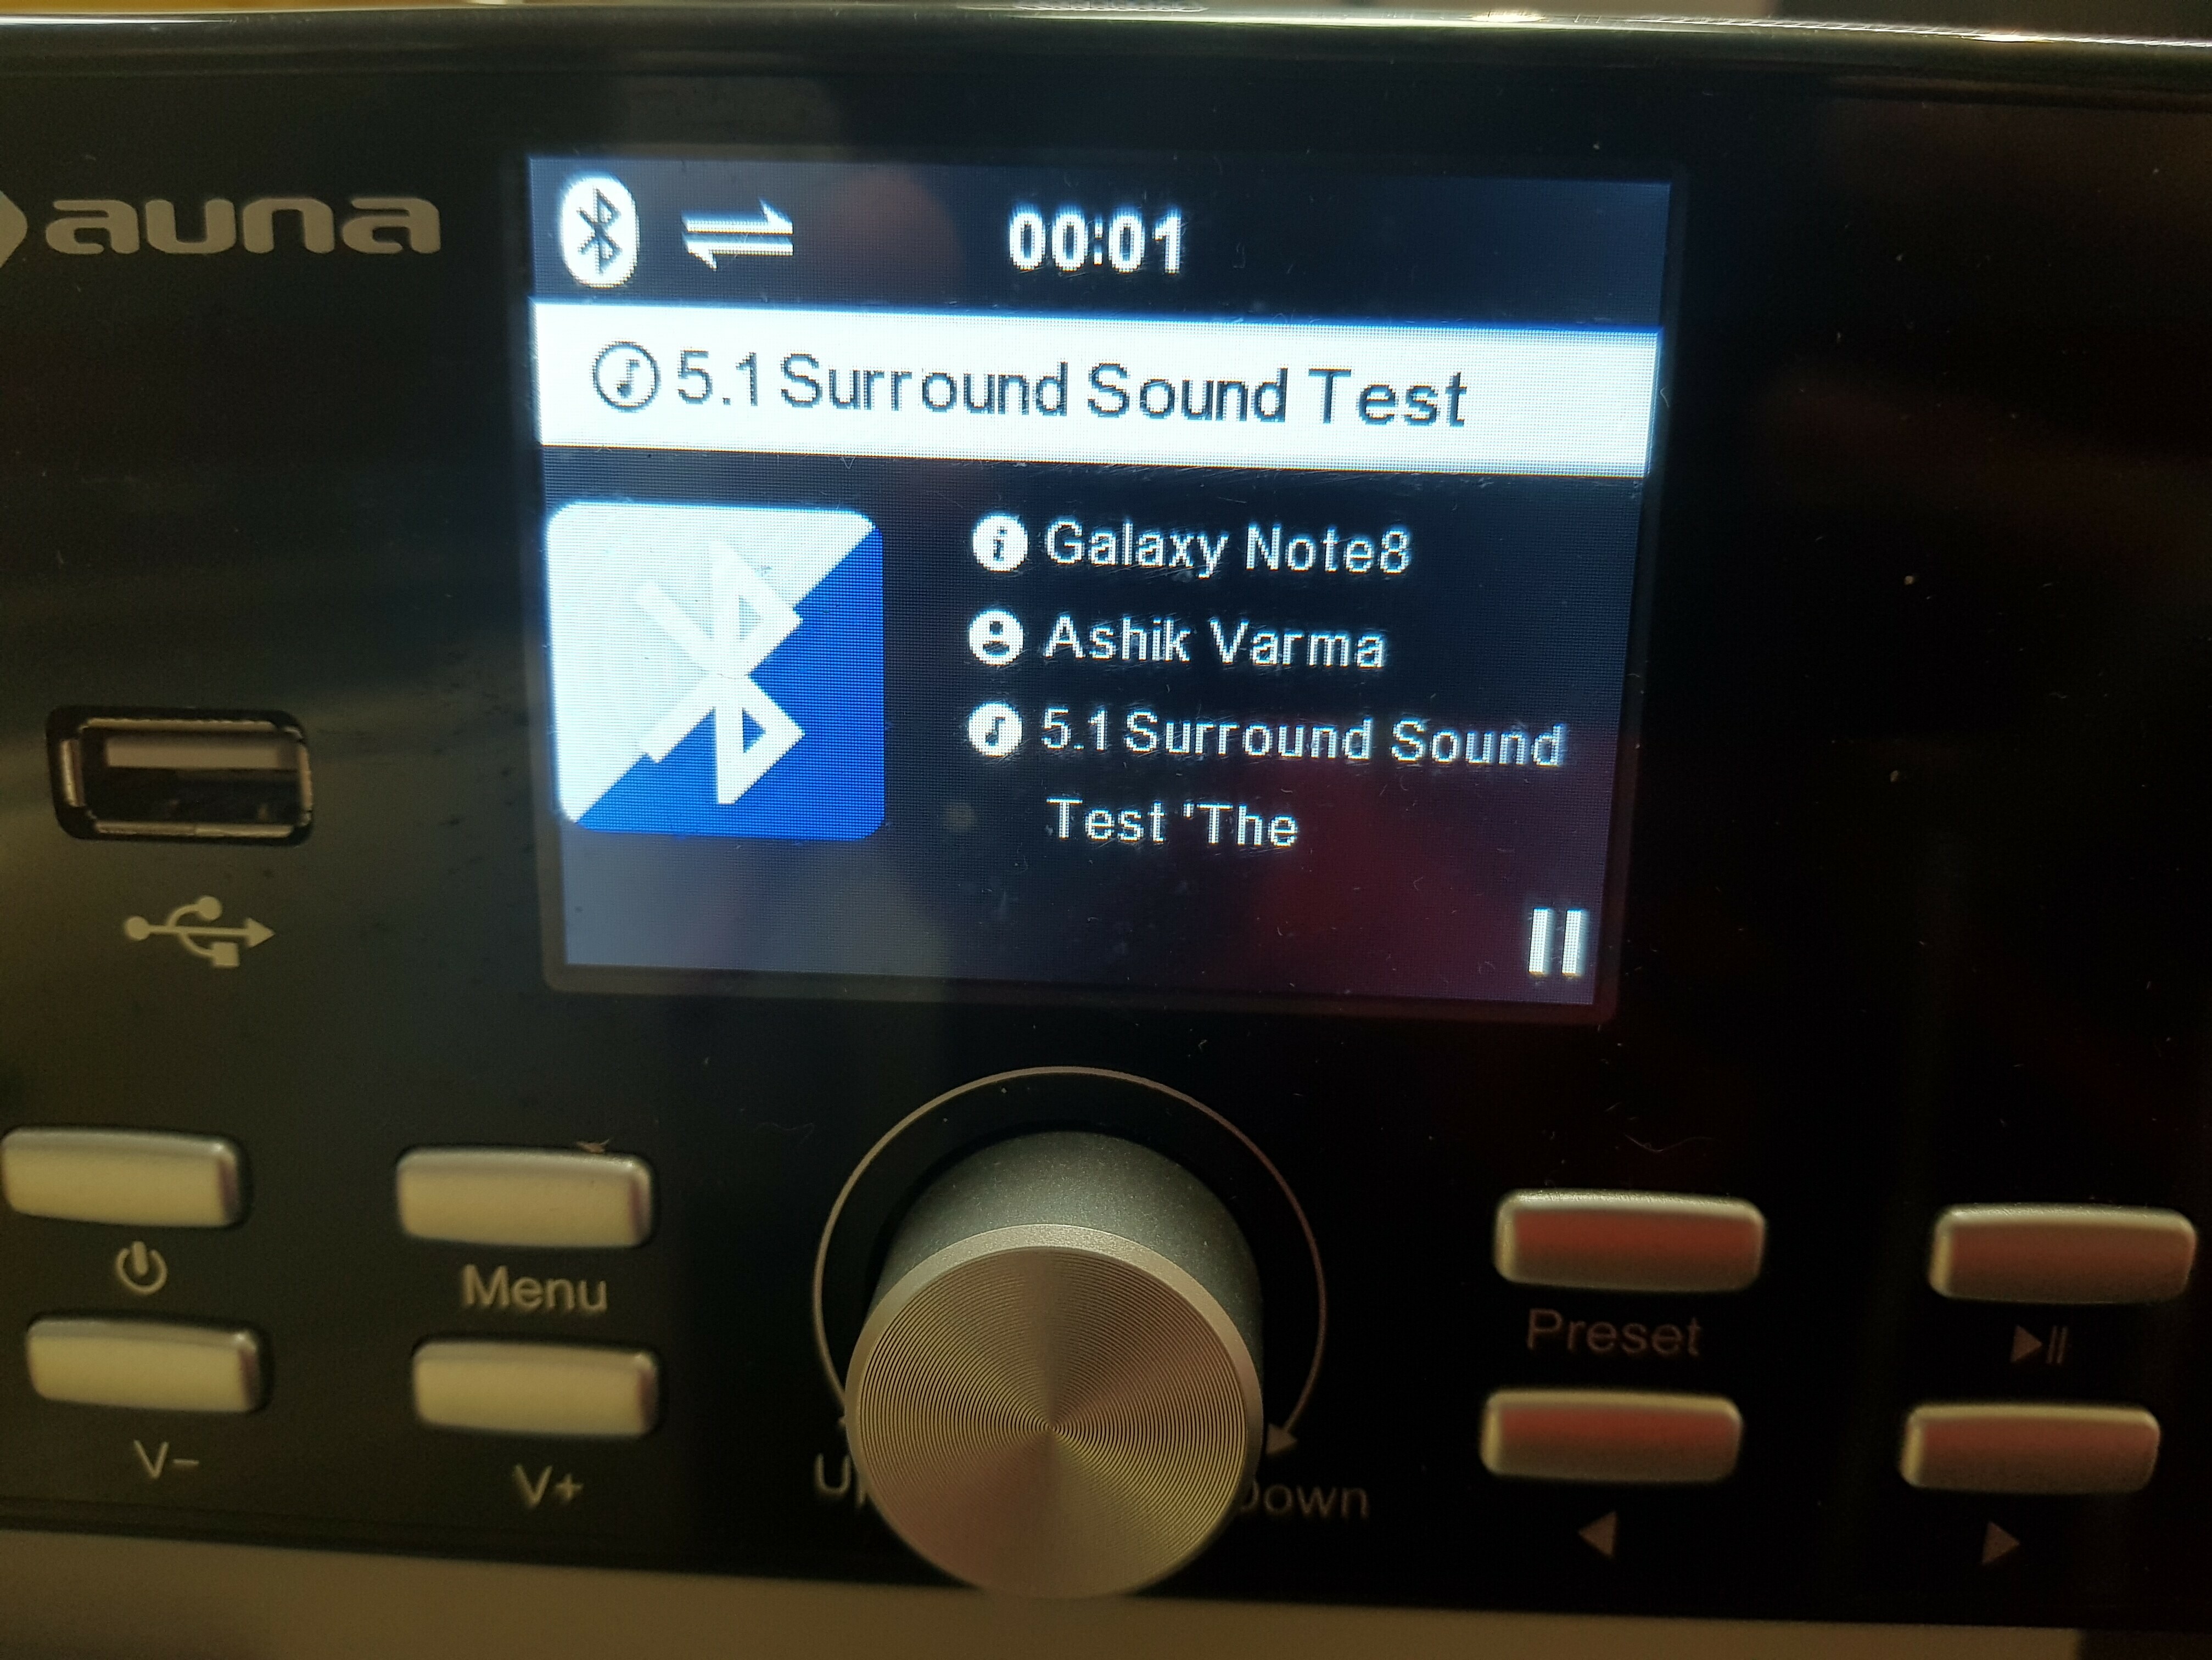 auna
00:01
5.1 Surround Sound Test
Galaxy Note8
Ashik Varma
5.1 Surround Sound
Test 'The
Menu
Preset
V-
V+